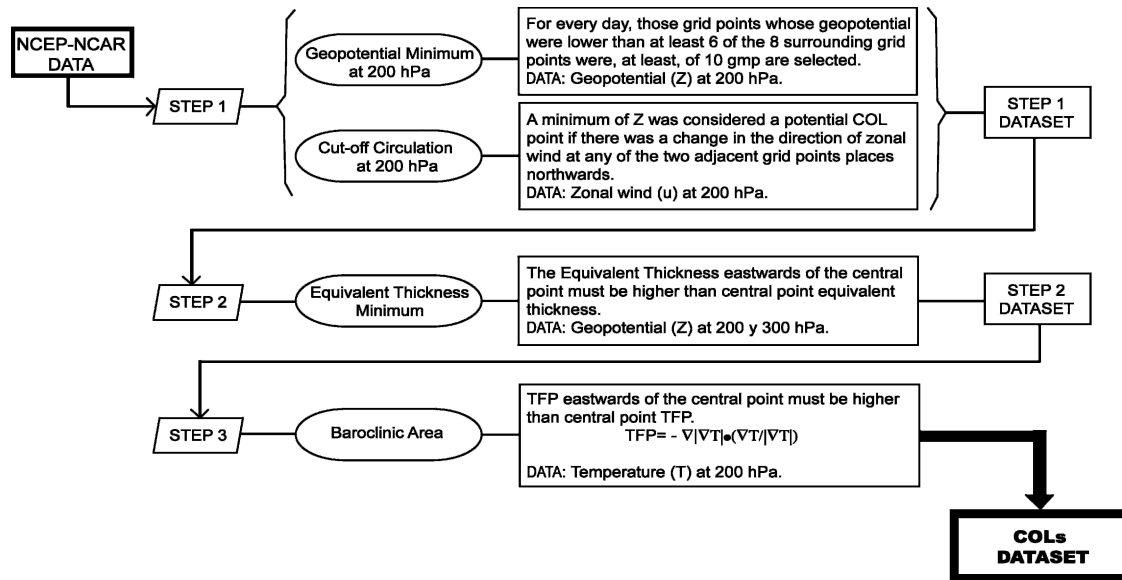 NCEP-NCAR
DATA
STEP 1
Geopotential Minimum
at 200 hPa
For every day, those grid points whose geopotential
were lower than at least 6 of the 8 surrounding grid
points were, at least, of 10 gmp are selected.
DATA: Geopotential (Z) at 200 hPa.
Cut-off Circulation
at 200 hPa
A minimum of Z was considered a potential COL
point if there was a change in the direction of zonal
wind at any of the two adjacent grid points places
northwards.
DATA: Zonal wind (u) at 200 hPa.
STEP 1
DATASET
STEP 2
Equivalent Thickness
Minimum
The Equivalent Thickness eastwards of the central
point must be higher than central point equivalent
thickness.
DATA: Geopotential (Z) at 200 y 300 hPa.
STEP 2
DATASET
STEP 3
Baroclinic Area
TFP eastwards of the central point must be higher
than central point TFP.
TFP= - ∇|∇T|•(∇T/|∇T|)
DATA: Temperature (T) at 200 hPa.
COLs
DATASET